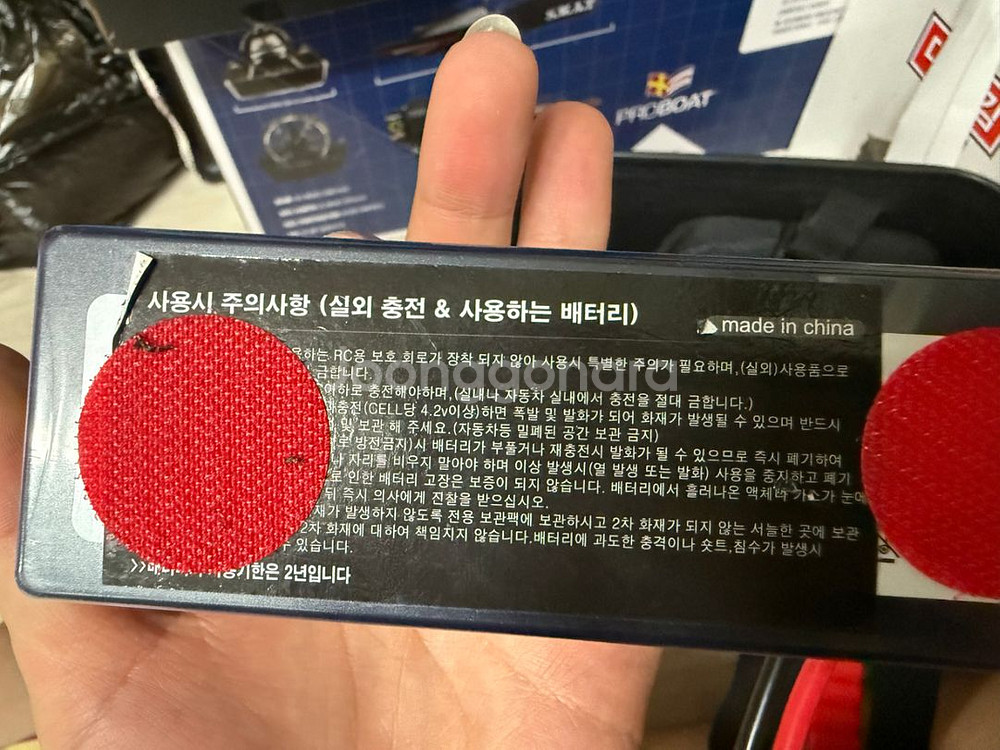 SKAT
PROBOAT
사용시 주의사항 (실외 충전 & 사용하는 배터리)
made in china
RC용 보호 회로가 장착 되지 않아 사용시 특별한 주의가 필요하며,(실외)사용품으로
금합니다.
충전해야하며,(실내나 자동차 실내에서 충전을 절대 금합니다.)
(CELL당 4.2v이상)하면 폭발 및 발화가 되어 화재가 발생될 수 있으며 반드시
및 보관 해 주세요.(자동차등 밀폐된 공간 보관 금지)
방전금지)시 배터리가 부풀거나 재충전시 발화가 될 수 있으므로 즉시 폐기하여
자리를 비우지 말아야 하며 이상 발생시(열 발생 또는 발화) 사용을 중지하고 폐기
인한 배터리 고장은 보증이 되지 않습니다. 배터리에서 흘러나온 액체나 가스가 눈에
뒤 즉시 의사에게 진찰을 받으십시오.
발생하지 않도록 전용 보관팩에 보관하시고 2차 화재가 되지 않는 서늘한 곳에 보관
2차 화재에 대하여 책임지지 않습니다.배터리에 과도한 충격이나 숏트,침수가 발생시
있습니다.
2년입니다
joonggonara